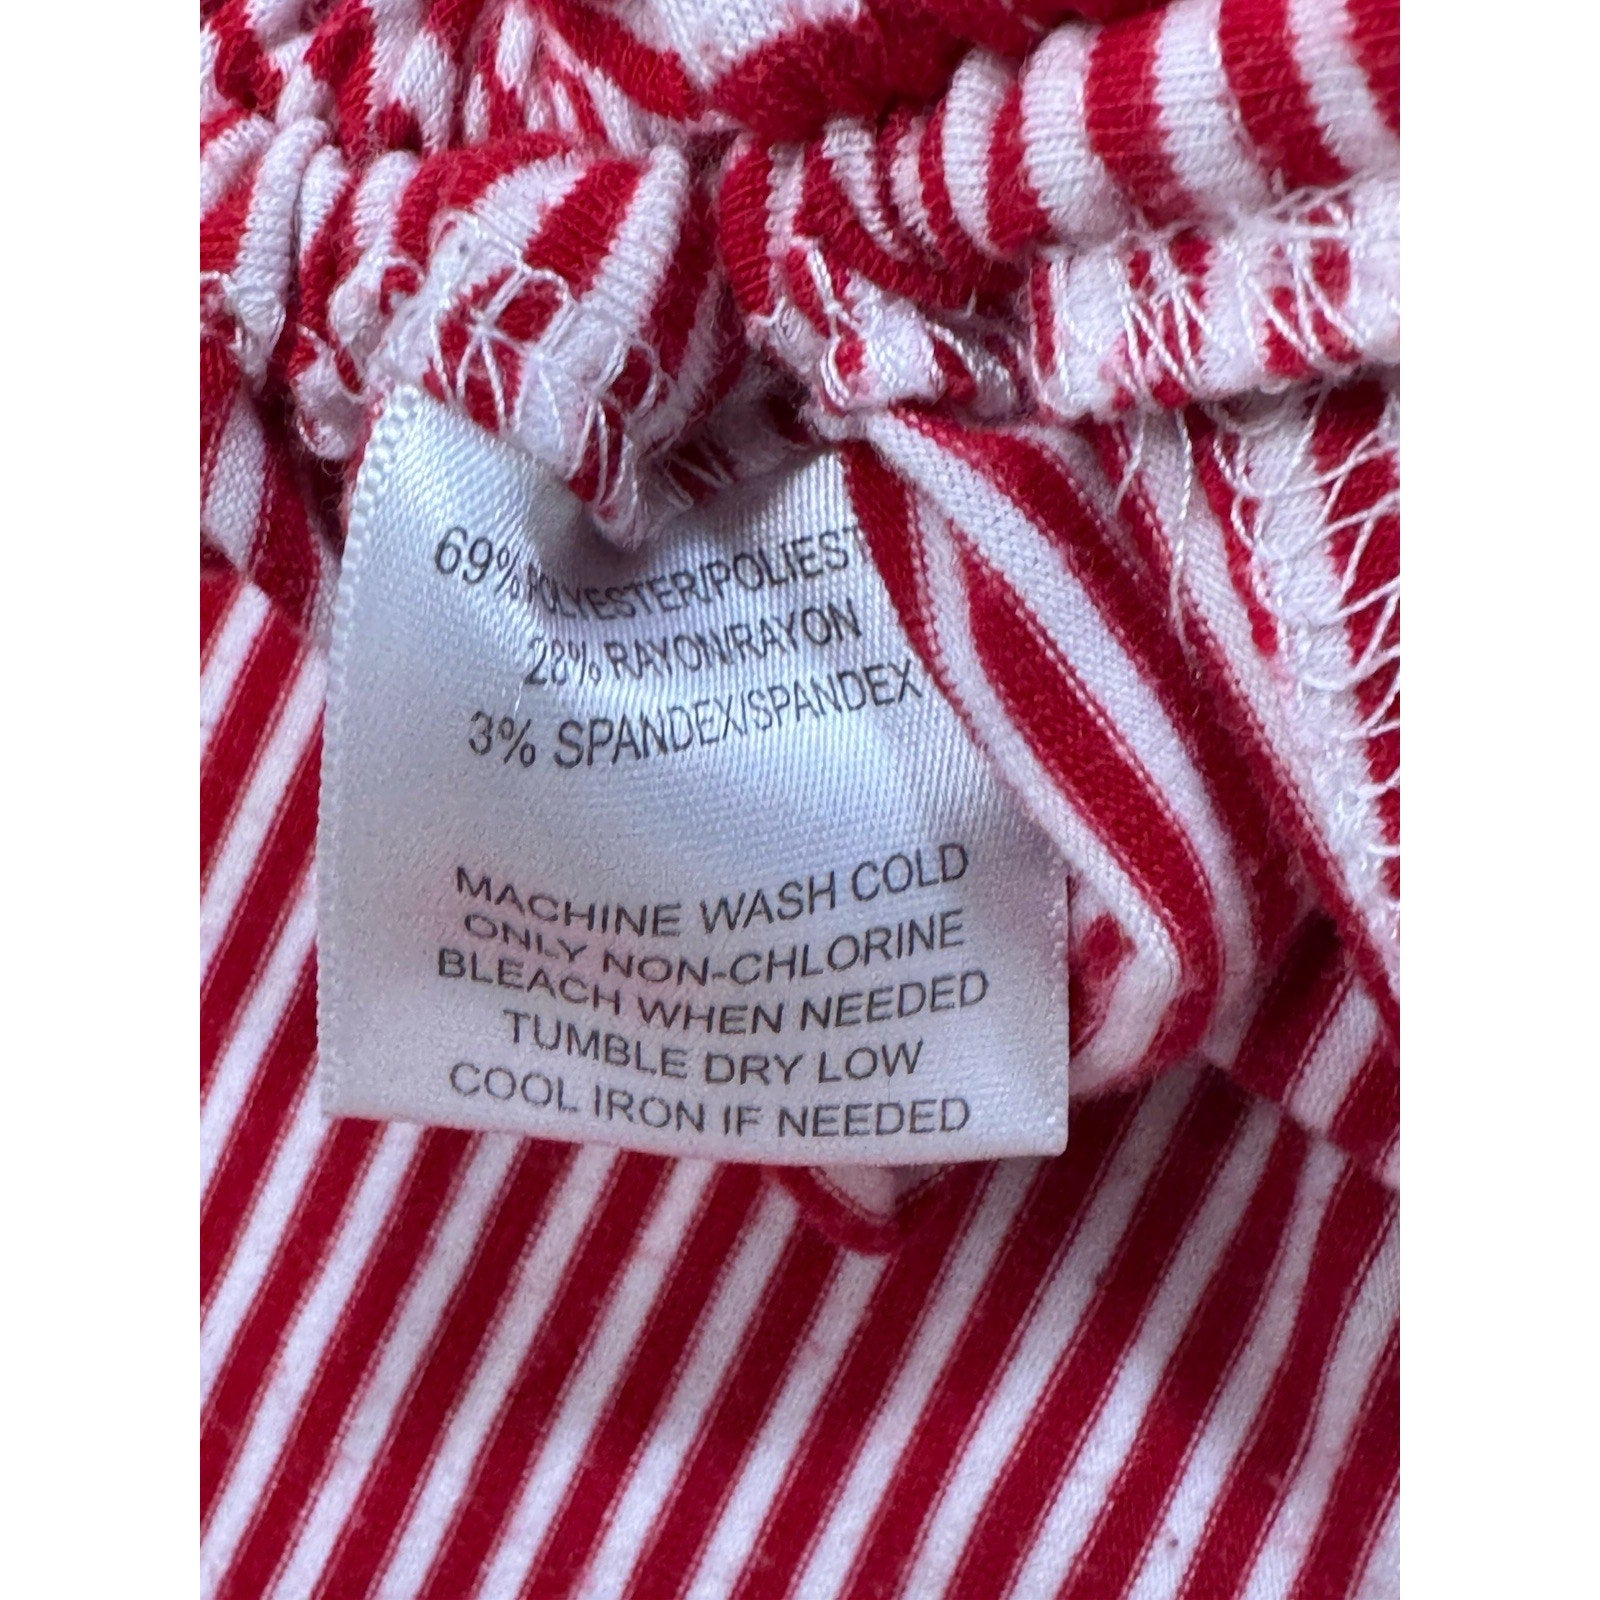 69% POLYESTER/POLIEST
28% RAYON/RAYON
3% SPANDEX/SPANDEX
MACHINE WASH COLD
ONLY NON-CHLORINE
BLEACH WHEN NEEDED
TUMBLE DRY LOW
COOL IRON IF NEEDED